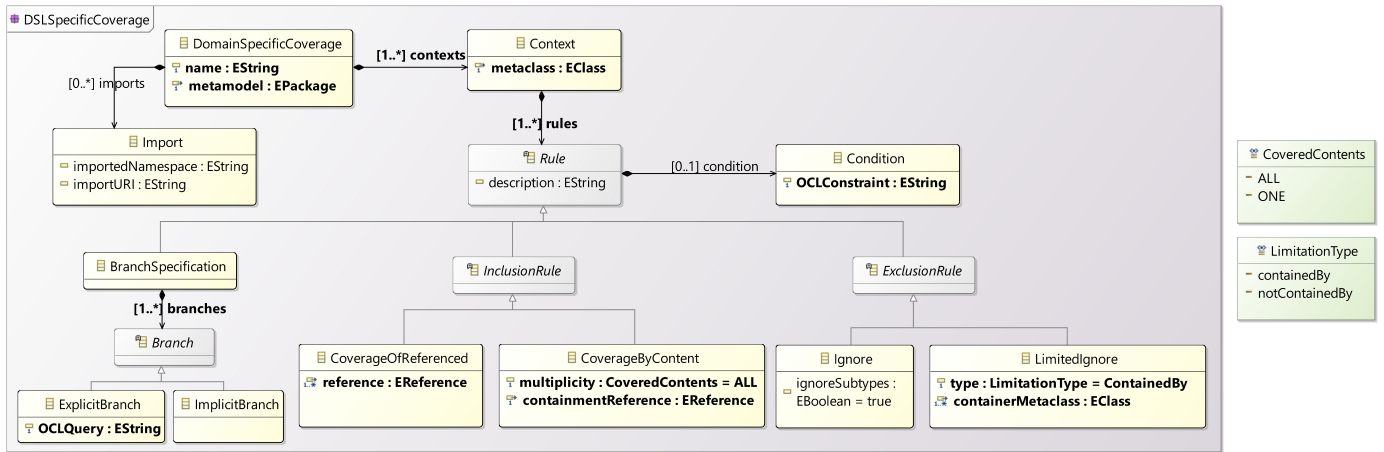 DSLSpecificCoverage
DomainSpecificCoverage
name : EString
metamodel : EPackage
[1..*] contexts
Context
metaclass : EClass
[0..*] imports
Import
importedNamespace : EString
importURI : EString
[1..*] rules
Rule
description : EString
[0..1] condition
Condition
OCLConstraint : EString
CoveredContents
ALL
ONE
LimitationType
containedBy
notContainedBy
BranchSpecification
InclusionRule
ExclusionRule
[1..*] branches
Branch
CoverageOfReferenced
reference : EReference
CoverageByContent
multiplicity : CoveredContents = ALL
containmentReference : EReference
Ignore
ignoreSubtypes :
EBoolean = true
LimitedIgnore
type : LimitationType = ContainedBy
containerMetaclass : EClass
ExplicitBranch
OCLQuery : EString
ImplicitBranch